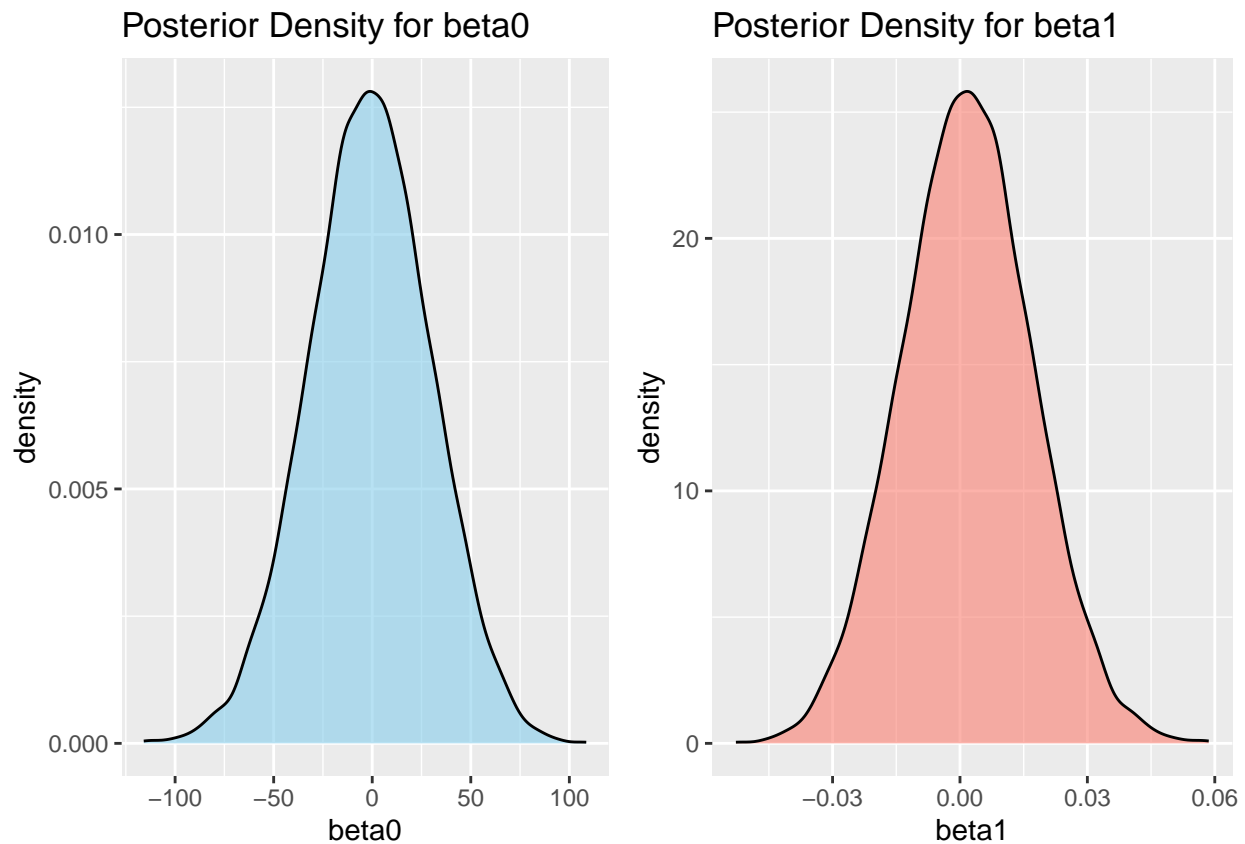 Posterior Density for beta0
density
0.010
0.005
0.000
−100 −50 0 50 100
beta0
Posterior Density for beta1
density
20
10
0
−0.03 0.00 0.03 0.06
beta1